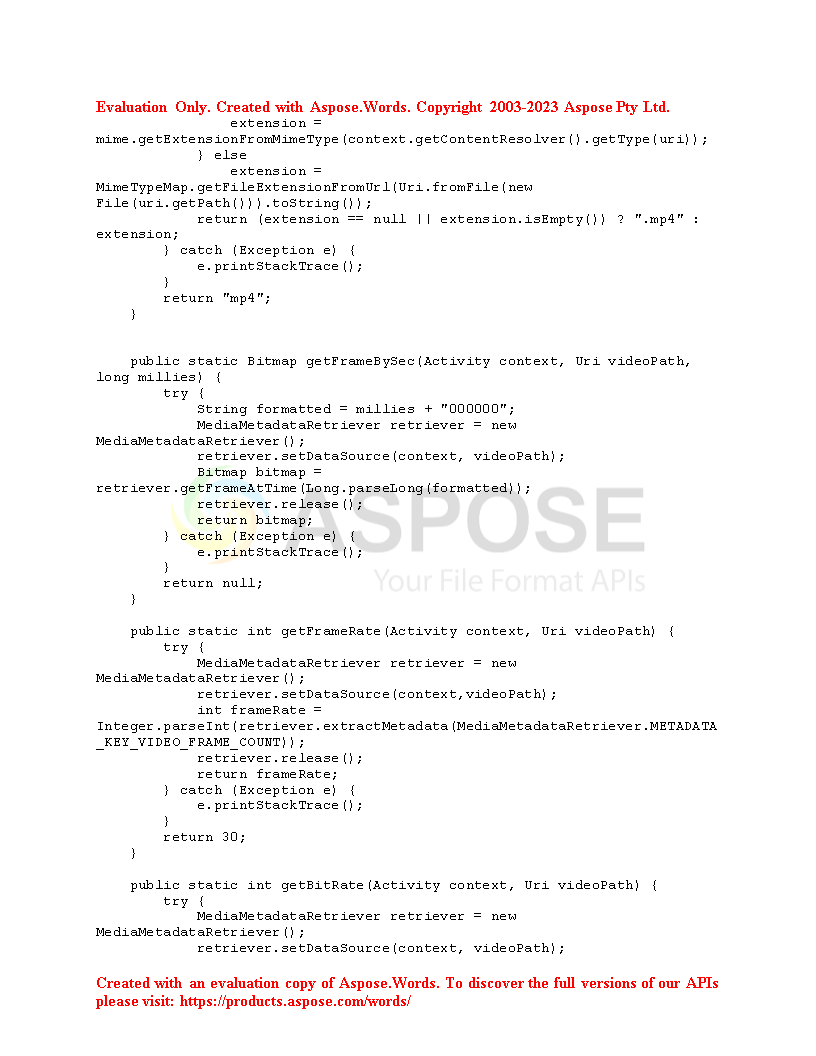 Evaluation Only. Created with Aspose.Words. Copyright 2003-2023 Aspose Pty Ltd.
                extension =
mime.getExtensionFromMimeType(context.getContentResolver().getType(uri));
            } else
                extension =
MimeTypeMap.getFileExtensionFromUrl(Uri.fromFile(new
File(uri.getPath())).toString());
            return (extension == null || extension.isEmpty()) ? ".mp4" :
extension;
        } catch (Exception e) {
            e.printStackTrace();
        }
        return "mp4";
    }
    public static Bitmap getFrameBySec(Activity context, Uri videoPath,
long millies) {
        try {
            String formatted = millies + "000000";
            MediaMetadataRetriever retriever = new
MediaMetadataRetriever();
            retriever.setDataSource(context, videoPath);
            Bitmap bitmap =
retriever.getFrameAtTime(Long.parseLong(formatted));
            retriever.release();
            return bitmap;
        } catch (Exception e) {
            e.printStackTrace();
        }
        return null;
    }
ASPOSE
Your File Format APIs
    public static int getFrameRate(Activity context, Uri videoPath) {
        try {
            MediaMetadataRetriever retriever = new
MediaMetadataRetriever();
            retriever.setDataSource(context,videoPath);
            int frameRate =
Integer.parseInt(retriever.extractMetadata(MediaMetadataRetriever.METADATA
_KEY_VIDEO_FRAME_COUNT));
            retriever.release();
            return frameRate;
        } catch (Exception e) {
            e.printStackTrace();
        }
        return 30;
    }
    public static int getBitRate(Activity context, Uri videoPath) {
        try {
            MediaMetadataRetriever retriever = new
MediaMetadataRetriever();
            retriever.setDataSource(context, videoPath);
Created with an evaluation copy of Aspose.Words. To discover the full versions of our APIs
please visit: https://products.aspose.com/words/